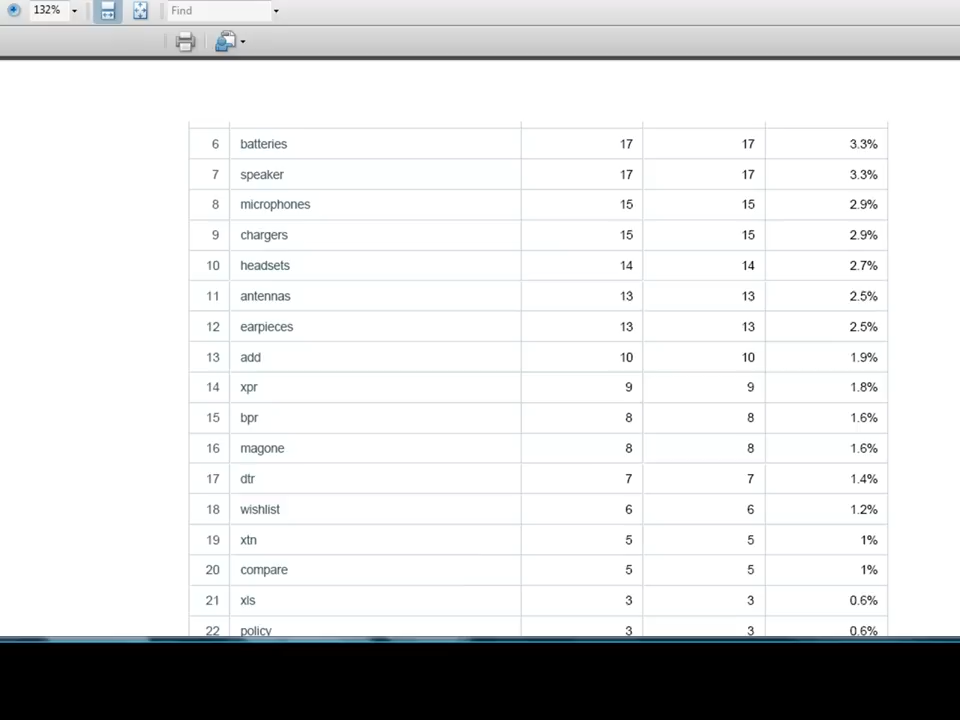 132% Find
6 batteries 17 17 3.3%
7 speaker 17 17 3.3%
8 microphones 15 15 2.9%
9 chargers 15 15 2.9%
10 headsets 14 14 2.7%
11 antennas 13 13 2.5%
12 earpieces 13 13 2.5%
13 add 10 10 1.9%
14 xpr 9 9 1.8%
15 bpr 8 8 1.6%
16 magone 8 8 1.6%
17 dtr 7 7 1.4%
18 wishlist 6 6 1.2%
19 xtn 5 5 1%
20 compare 5 5 1%
21 xls 3 3 0.6%
22 policy 3 3 0.6%